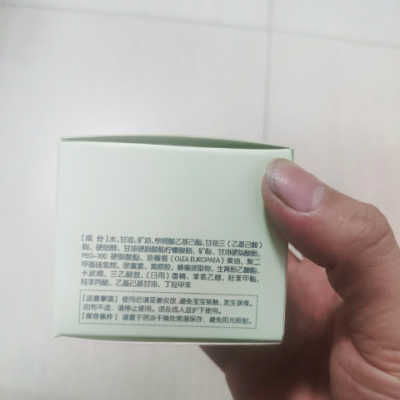 【成 分】水、甘油、矿油、棕榈酸乙基己酯、甘油三(乙基己酸)
酯、硬脂醇、甘油硬脂酸酯柠檬酸酯、矿脂、甘油硬脂酸酯、
PEG-100 硬脂酸酯、油橄榄(OLEA EUROPAEA)果油、聚二
甲基硅氧烷、尿囊素、黄原胶、蜂蜜提取物、生育酚乙酸酯、
卡波姆、三乙醇胺、(日用)香精、苯氧乙醇、羟苯甲酯、
羟苯丙酯、乙基己基甘油、丁羟甲苯
【注意事项】使用后请妥善安放,避免宝宝接触,发生误食。
如有不适,请停止使用。须在成人监护下使用。
【保存条件】请置于阴凉干燥处常温保存,避免阳光照射。